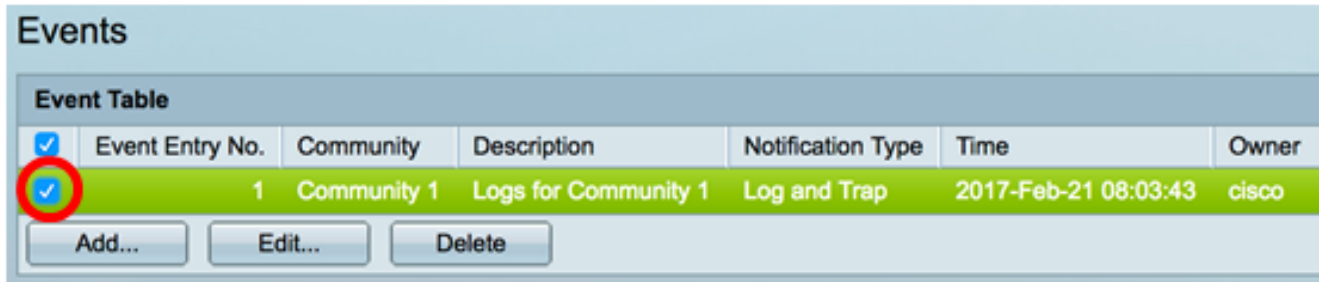 Events
Event Table
Event Entry No. Community Description Notification Type Time Owner
1 Community 1 Logs for Community 1 Log and Trap 2017-Feb-21 08:03:43 cisco
Add... Edit... Delete